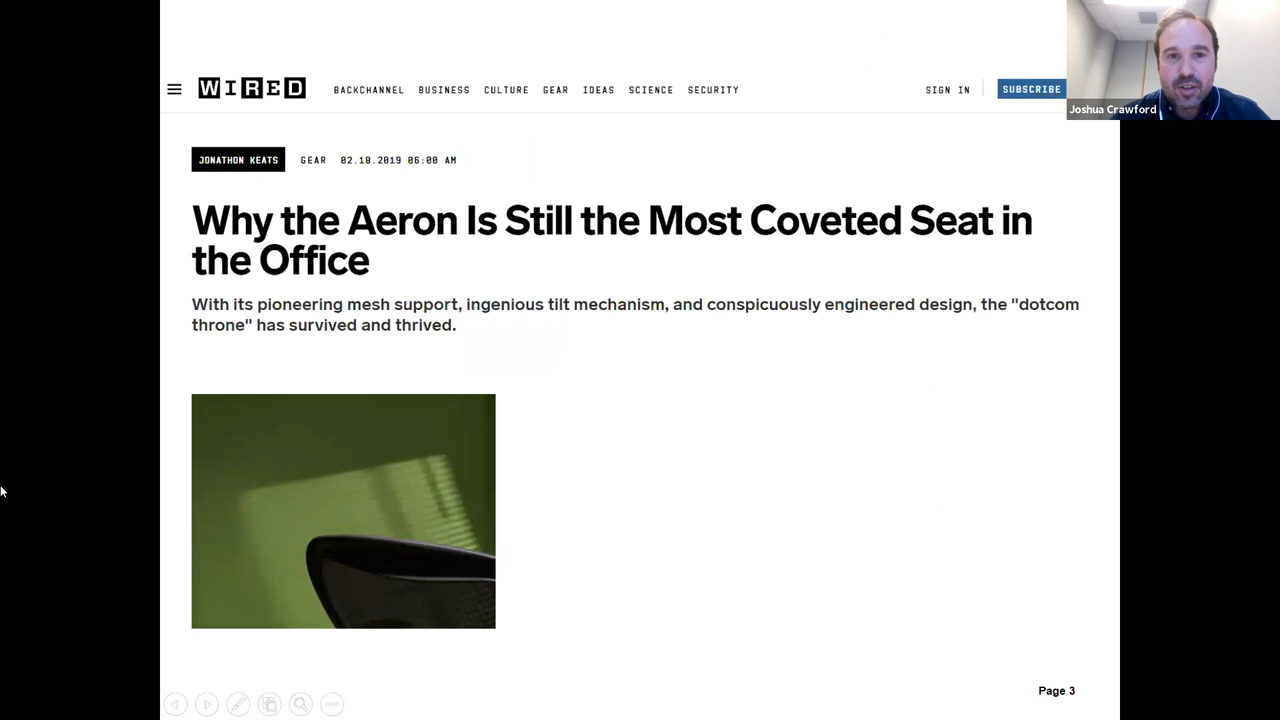 WIRED
BACKCHANNEL BUSINESS CULTURE GEAR IDEAS SCIENCE SECURITY
SIGN IN
SUBSCRIBE
Joshua Crawford
JONATHON KEATS
GEAR
02.18.2019 06:00 AM
Why the Aeron Is Still the Most Coveted Seat in
the Office
With its pioneering mesh support, ingenious tilt mechanism, and conspicuously engineered design, the "dotcom
throne" has survived and thrived.
Page 3